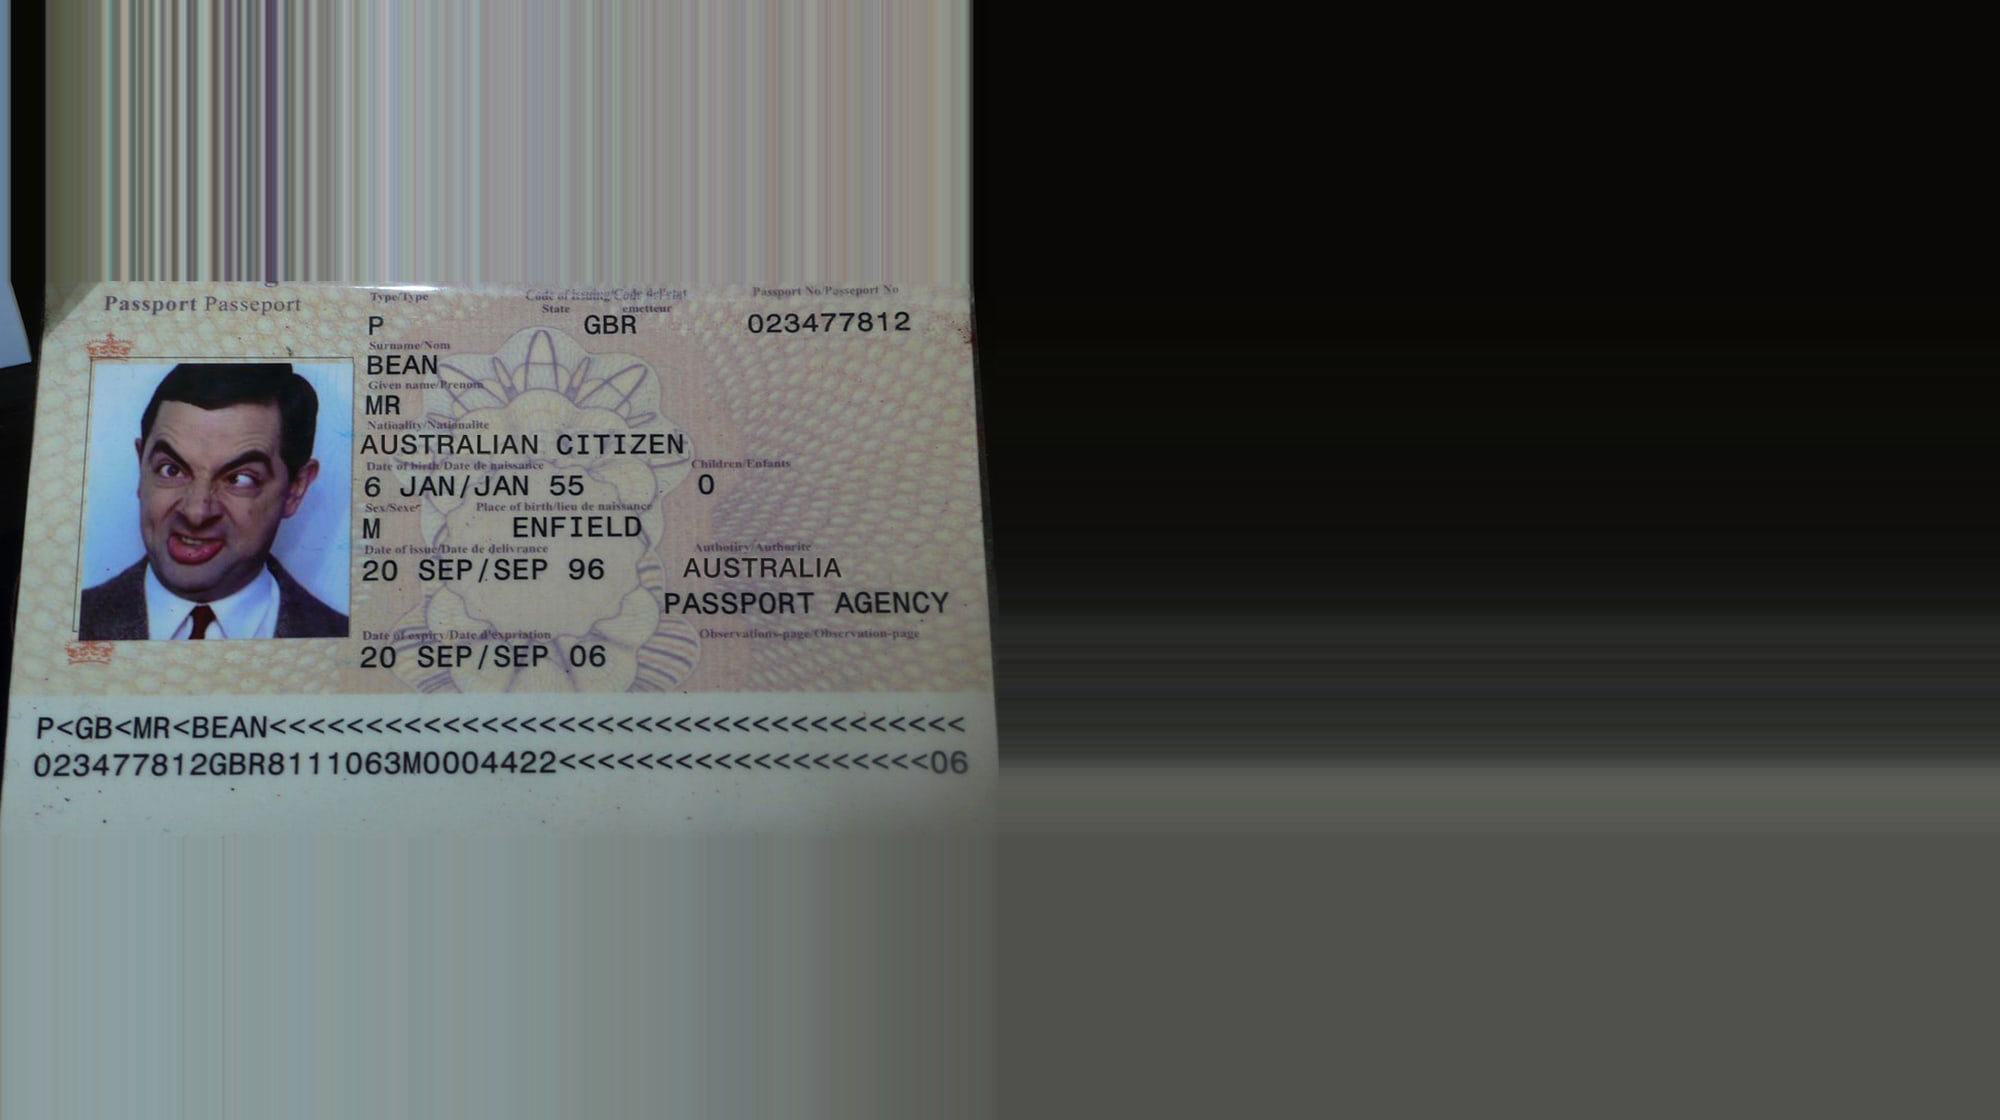 Passport Passeport
Type/Type
Code of issuing/Code del'etat
Passport No/Passeport No
State emetteur
P GBR 023477812
Surname/Nom
BEAN
Given name/Prenom
MR
Natioality/Nationalite
AUSTRALIAN CITIZEN
Date of birth/Date de naissance Children/Enfants
6 JAN/JAN 55 0
Sex/Sexe Place of birth/lieu de naissance
M ENFIELD
Date of issue/Date de delivrance Authotiry/Authorite
20 SEP/SEP 96 AUSTRALIA
PASSPORT AGENCY
Date of expiry/Date d'expriation Observations-page/Observation-page
20 SEP/SEP 06
P<GB<MR<BEAN<<<<<<<<<<<<<<<<<<<<<<<<<<<<<<<<<<<<
023477812GBR8111063M0004422<<<<<<<<<<<<<<<<<<<06